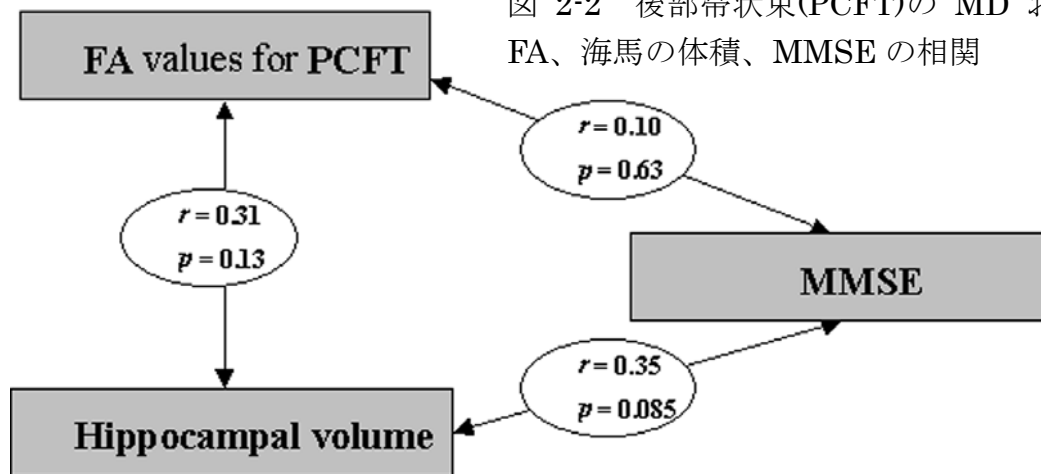 図 2-2 後部帯状束(PCFT)の MD お
FA、海馬の体積、MMSE の相関
FA values for PCFT
r = 0.10
p = 0.63
r = 0.31
p = 0.13
MMSE
r = 0.35
p = 0.085
Hippocampal volume